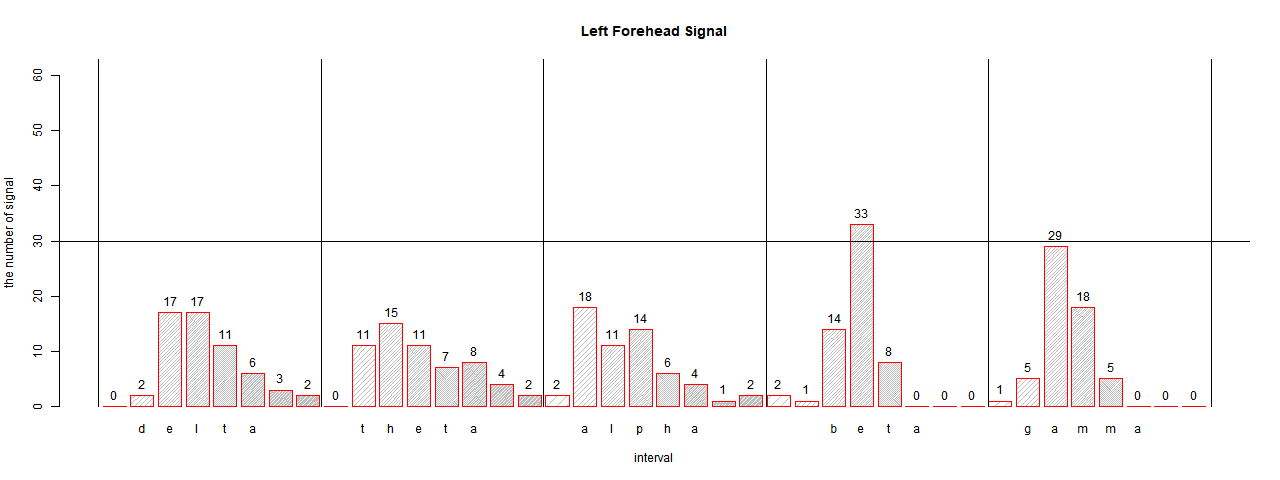 Left Forehead Signal
the number of signal
60
50
40
30
20
10
0
0 2 17 17 11 6 3 2
0 11 15 11 7 8 4 2
2 18 11 14 6 4 1 2
2 1 14 33 8 0 0 0
1 5 29 18 5 0 0 0
d e l t a t h e t a a l p h a b e t a g a m m a
interval